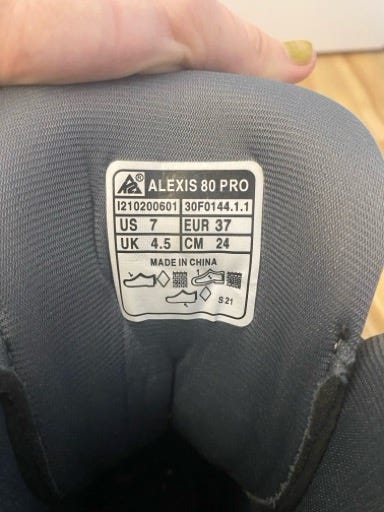 ALEXIS 80 PRO
I210200601 30F0144.1.1
US 7 EUR 37
UK 4.5 CM 24
MADE IN CHINA
S 21